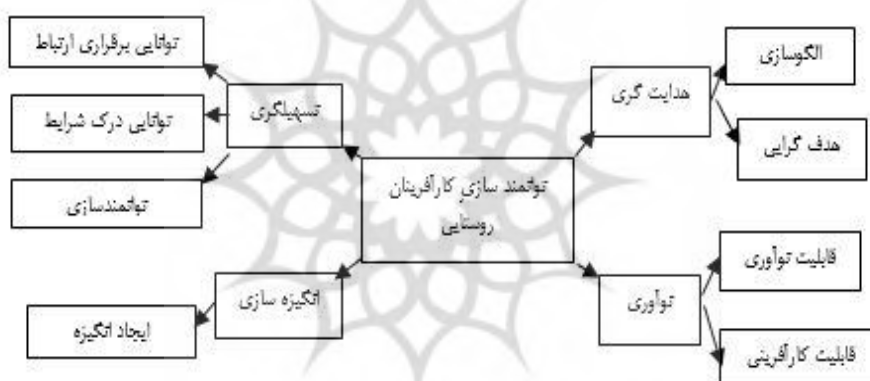 توانایی برقراری ارتباط
الگوسازی
تسهیلگری
هدایت گری
توانایی درک شرایط
هدف گرایی
توانمند سازی کارآفرینان
روستایی
توانمندسازی
قابلیت نوآوری
انگیزه سازی
نوآوری
ایجاد انگیزه
قابلیت کارآفرینی